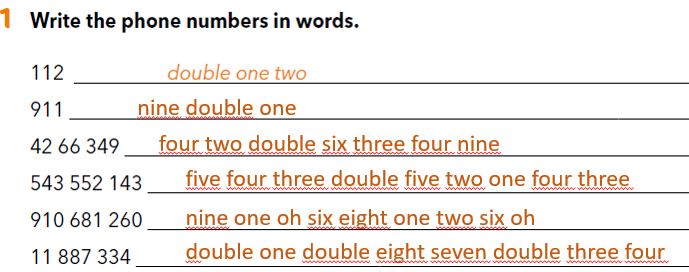 1 Write the phone numbers in words.
112 double one two
911 nine double one
42 66 349 four two double six three four nine
543 552 143 five four three double five two one four three
910 681 260 nine one oh six eight one two six oh
11 887 334 double one double eight seven double three four